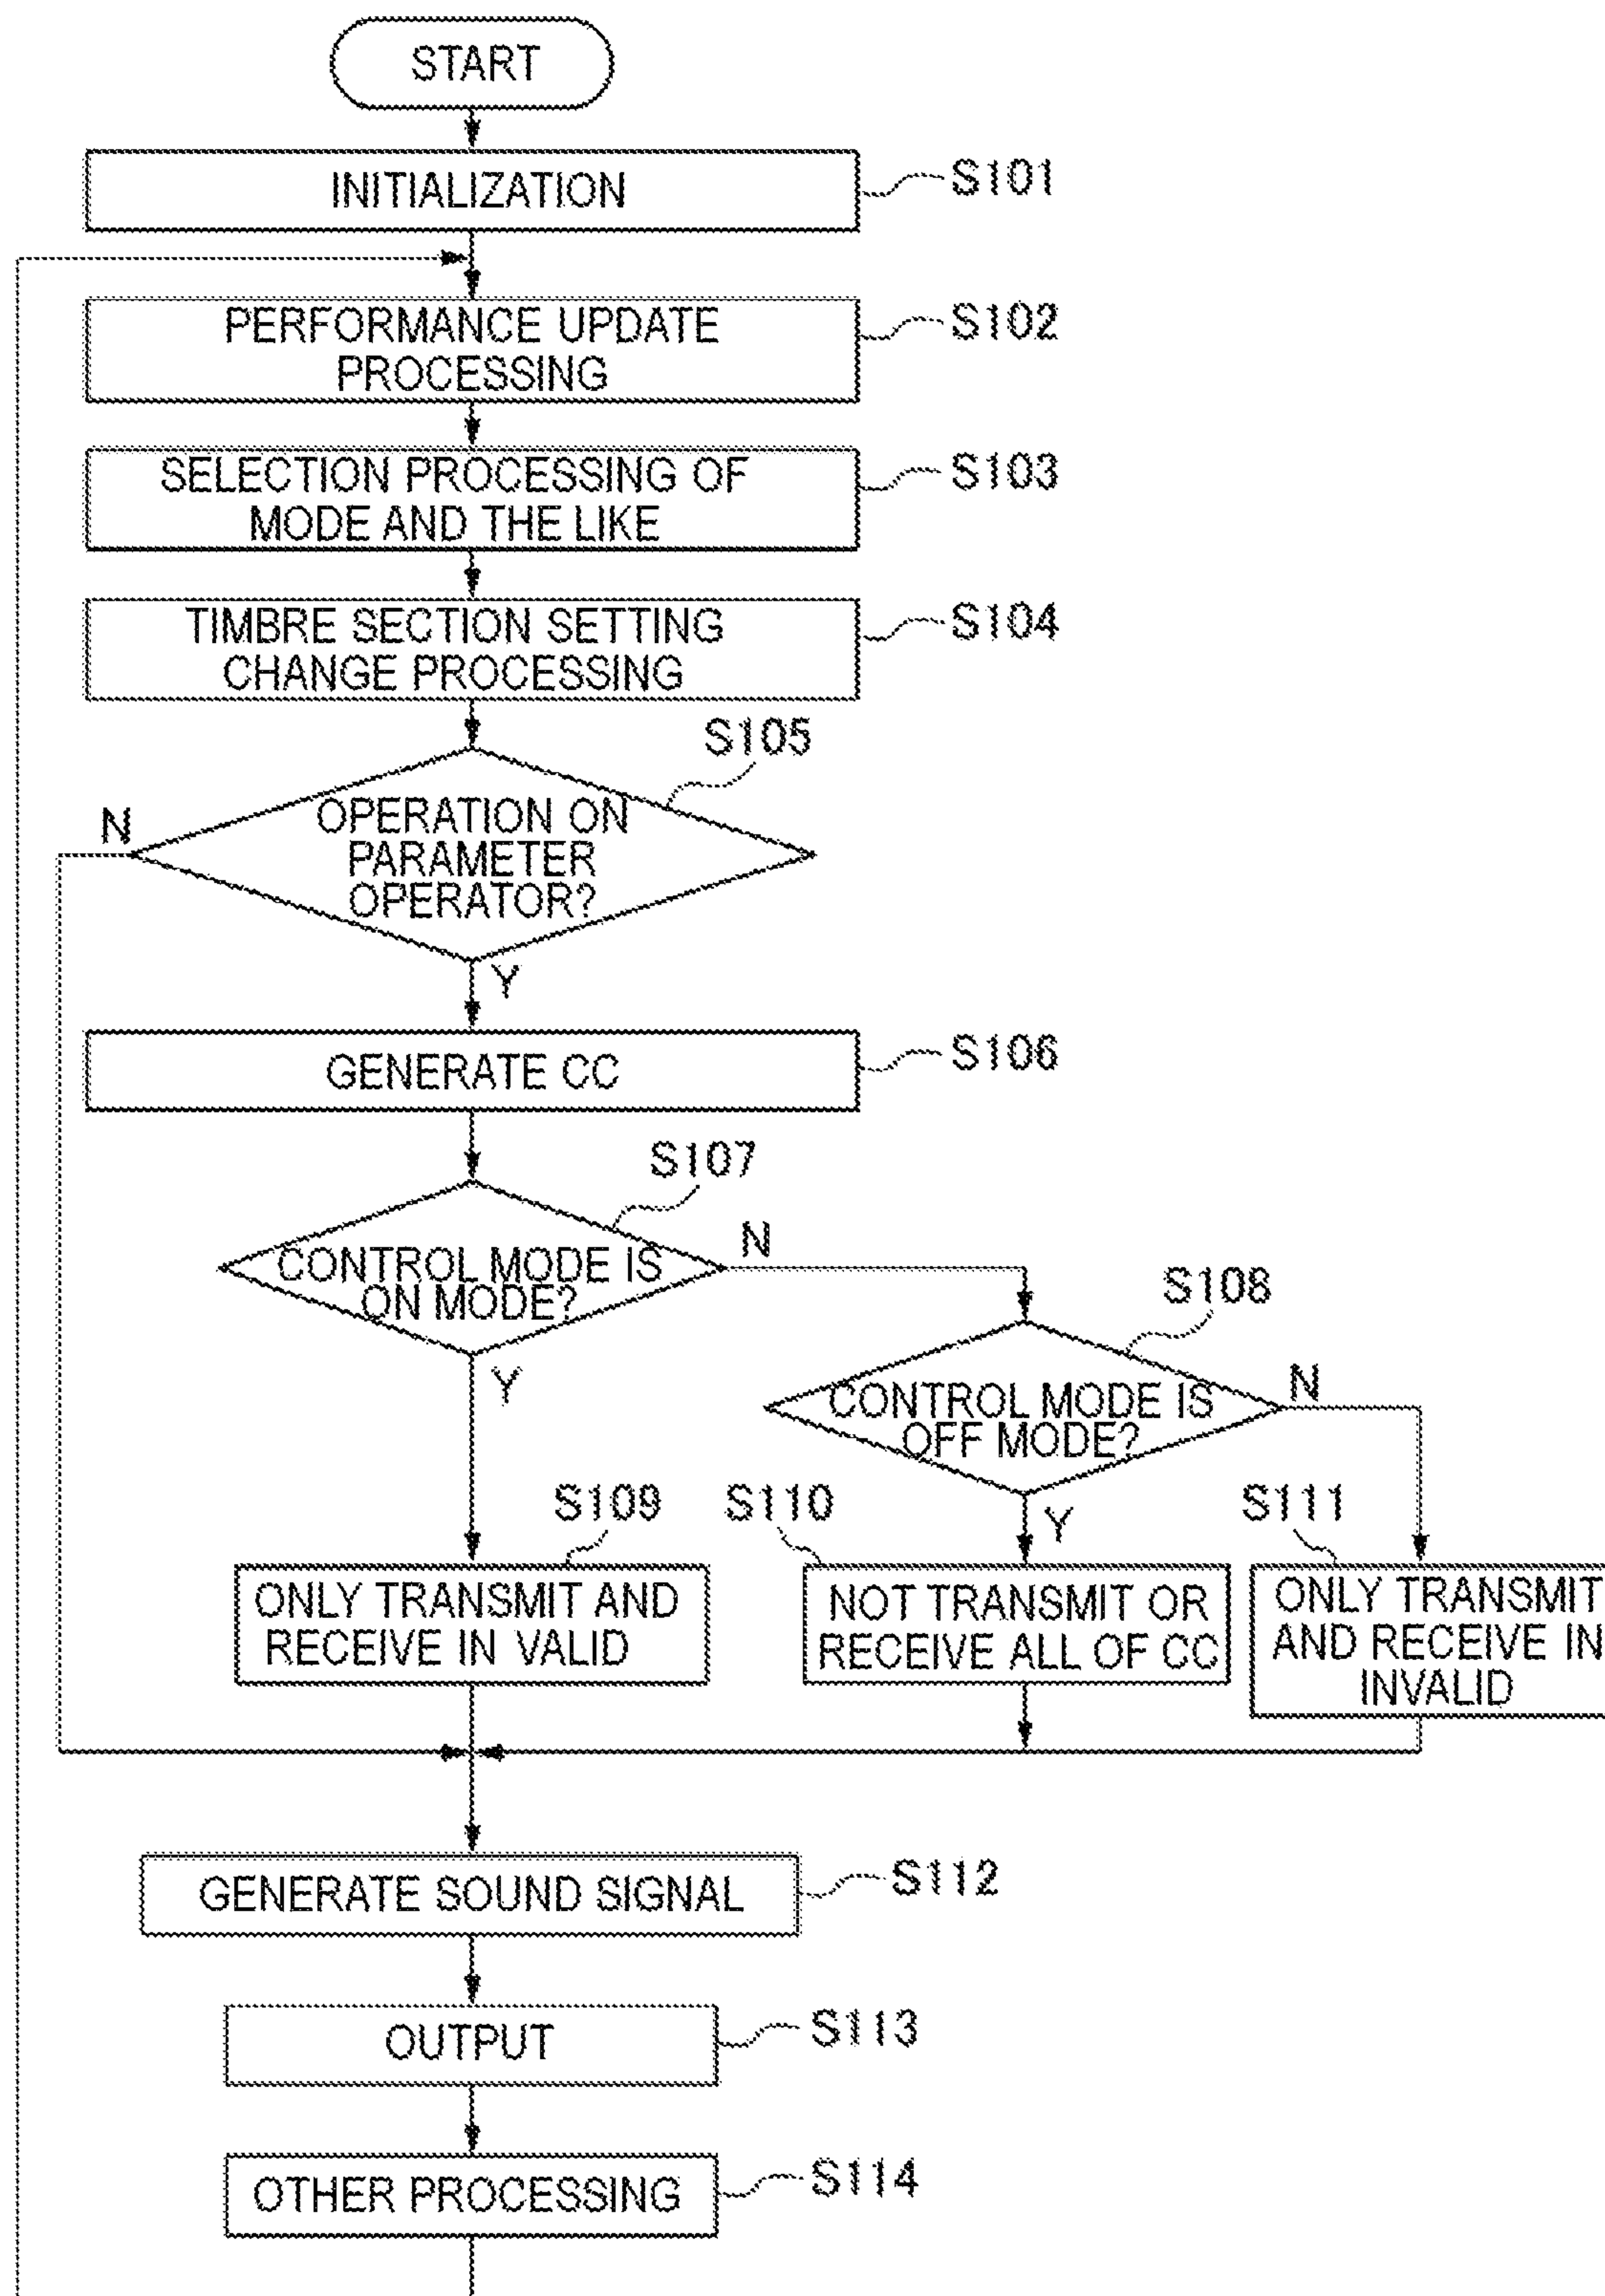 START
INITIALIZATION
S101
PERFORMANCE UPDATE
PROCESSING
S102
SELECTION PROCESSING OF
MODE AND THE LIKE
S103
TIMBRE SECTION SETTING
CHANGE PROCESSING
S104
S105
N
OPERATION ON
PARAMETER
OPERATOR?
Y
GENERATE CC
S106
S107
CONTROL MODE IS
ON MODE?
N
Y
S108
CONTROL MODE IS
OFF MODE?
N
Y
S109
ONLY TRANSMIT AND
RECEIVE IN VALID
S110
NOT TRANSMIT OR
RECEIVE ALL OF CC
S111
ONLY TRANSMIT
AND RECEIVE IN
INVALID
GENERATE SOUND SIGNAL
S112
OUTPUT
S113
OTHER PROCESSING
S114